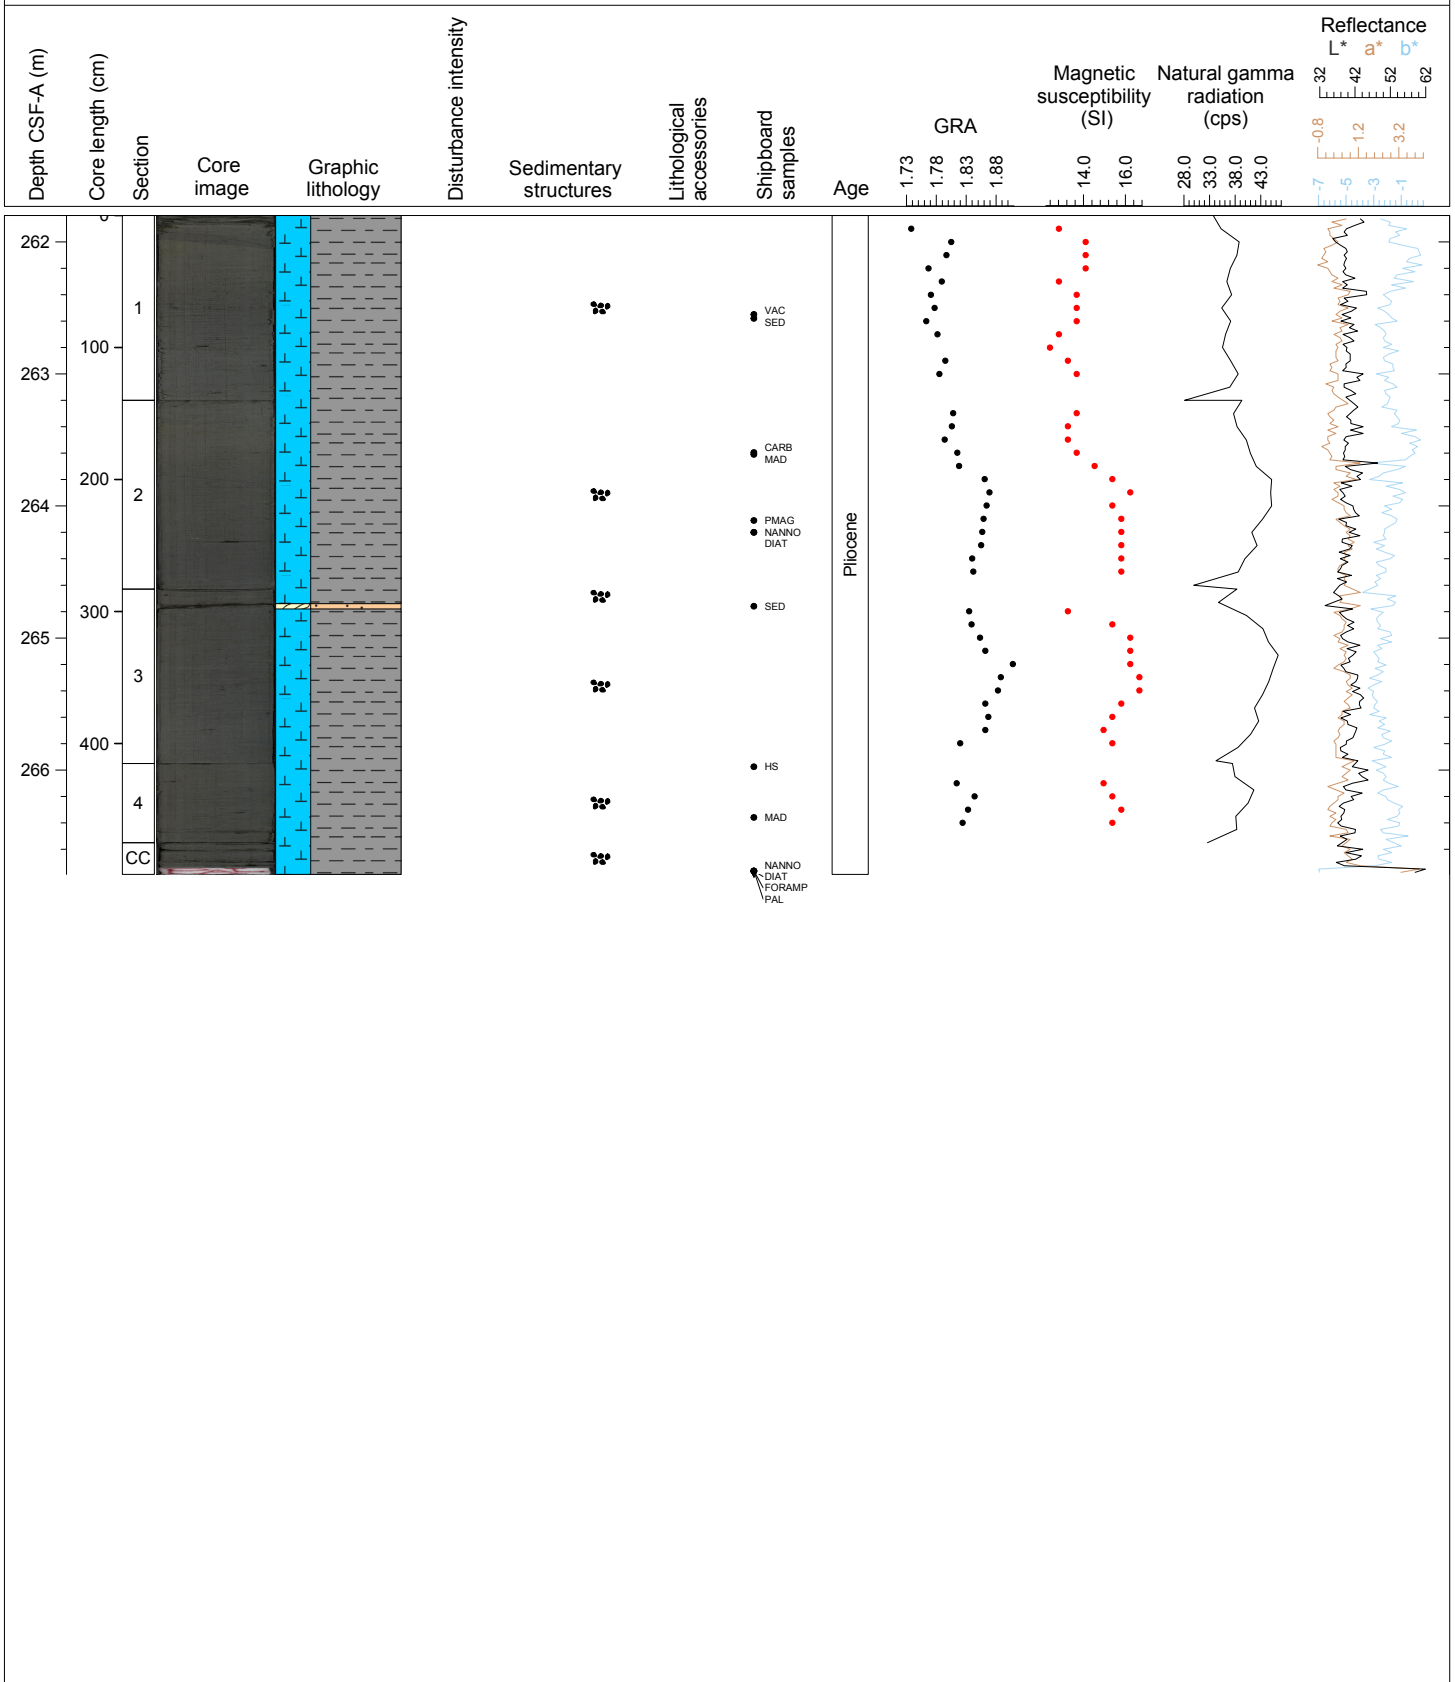 Depth CSF-A (m)
Core length (cm)
Section
Core
image
Graphic
lithology
Disturbance intensity
Sedimentary
structures
Lithological
accessories
Shipboard
samples
Age
GRA
1.73
1.78
1.83
1.88
Magnetic
susceptibility
(SI)
14.0
16.0
Natural gamma
radiation
(cps)
28.0
33.0
38.0
43.0
Reflectance
L* a* b*
32
42
52
62
-0.8
1.2
3.2
-7
-5
-3
-1
0
262
1
VAC
SED
100
263
CARB
MAD
200
2
264
PMAG
NANNO
DIAT
Pliocene
300
SED
265
3
400
266
HS
4
MAD
CC
NANNO
DIAT
FORAMP
PAL